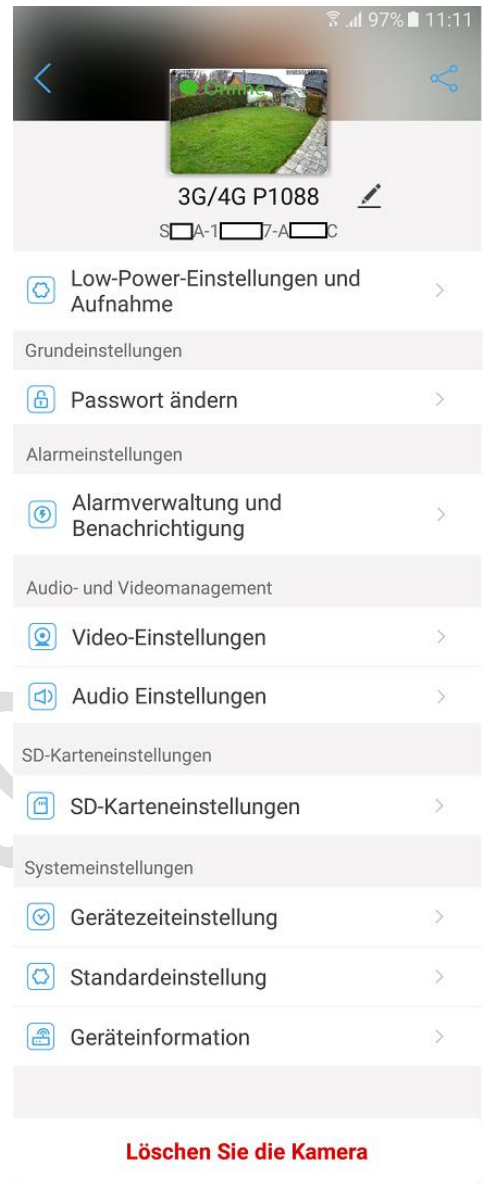 97% 11:11
Online
3G/4G P1088
S A-1 7-A C
Low-Power-Einstellungen und
Aufnahme
Grundeinstellungen
Passwort ändern
Alarmeinstellungen
Alarmverwaltung und
Benachrichtigung
Audio- und Videomanagement
Video-Einstellungen
Audio Einstellungen
SD-Karteneinstellungen
SD-Karteneinstellungen
Systemeinstellungen
Gerätezeiteinstellung
Standardeinstellung
Geräteinformation
Löschen Sie die Kamera